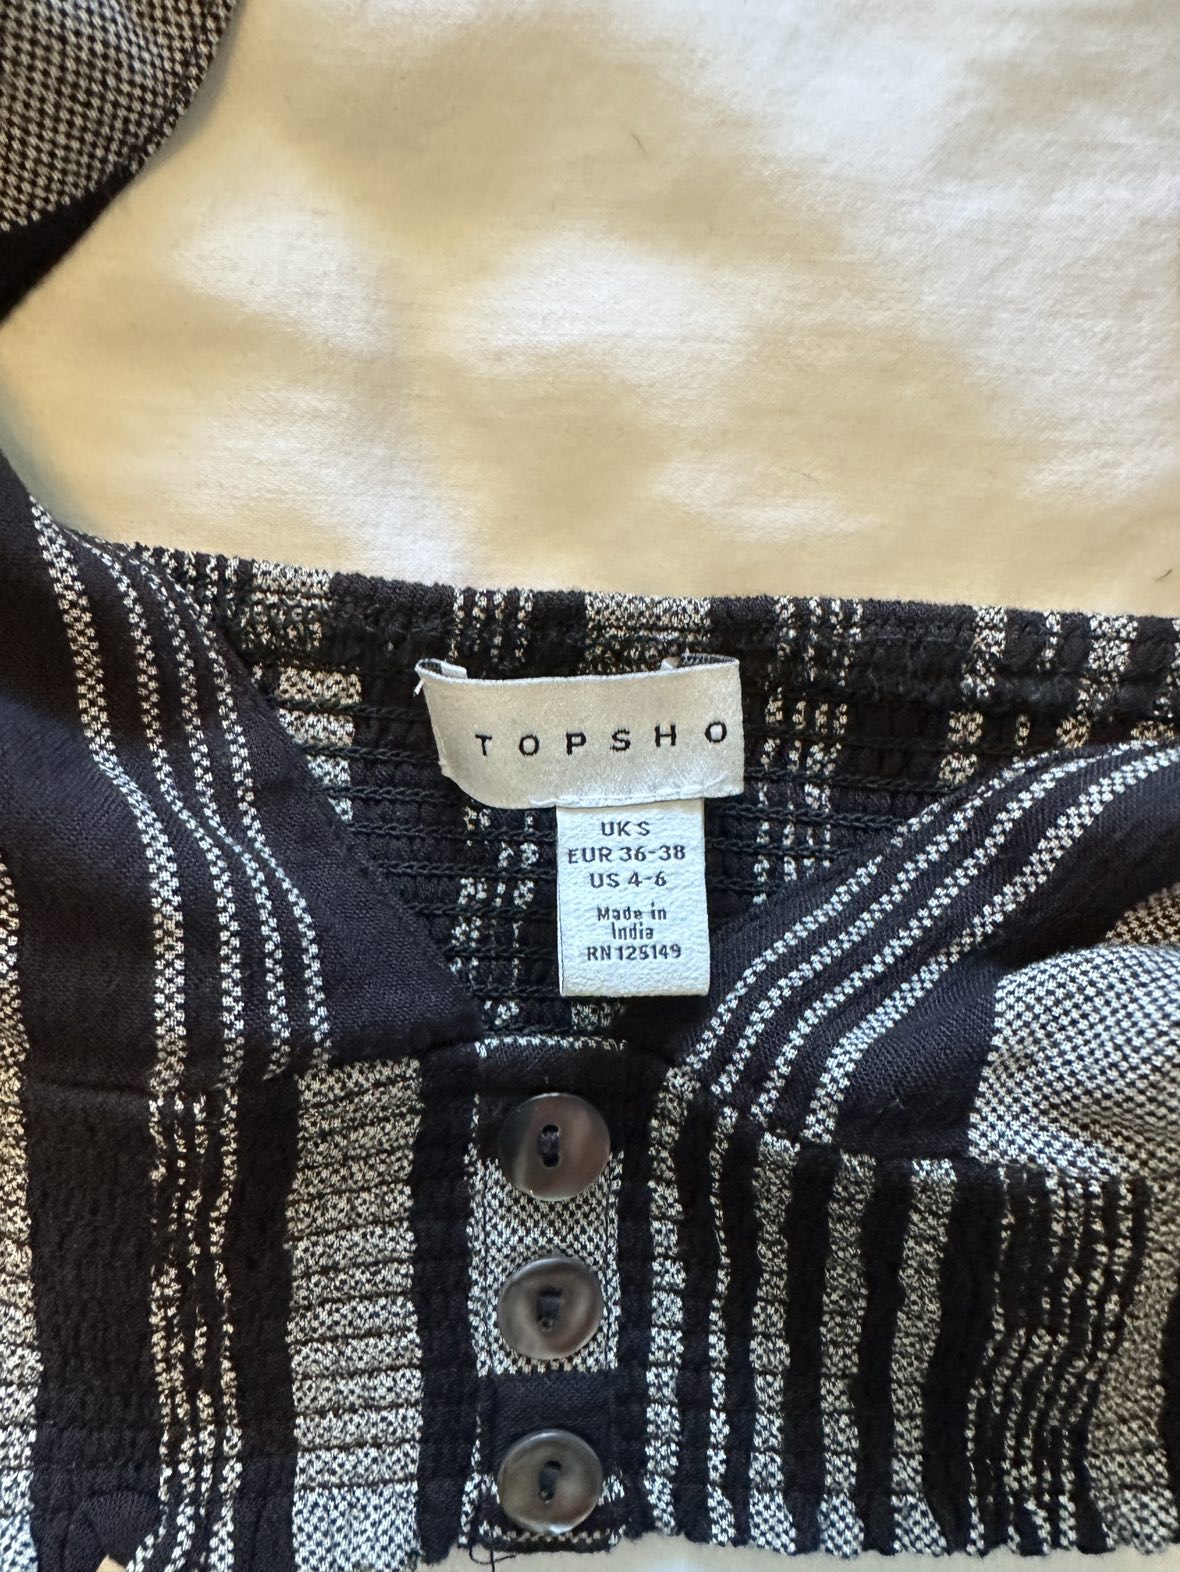 TOPSHO
UK S
EUR 36-38
US 4-6
Made in
India
RN 125149